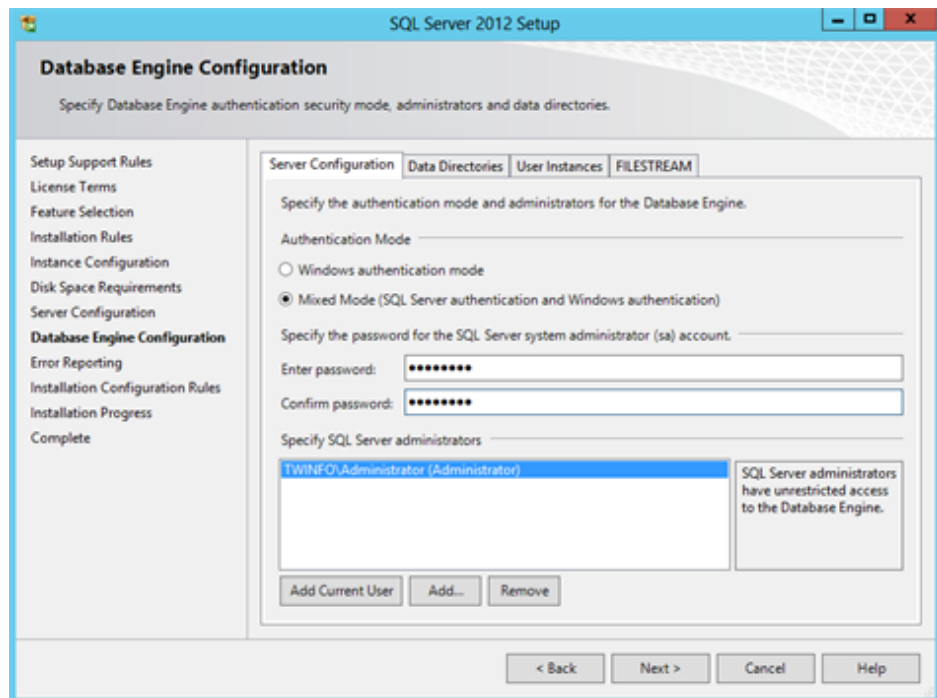 SQL Server 2012 Setup
Database Engine Configuration
Specify Database Engine authentication security mode, administrators and data directories.
Setup Support Rules
License Terms
Feature Selection
Installation Rules
Instance Configuration
Disk Space Requirements
Server Configuration
Database Engine Configuration
Error Reporting
Installation Configuration Rules
Installation Progress
Complete
Server Configuration Data Directories User Instances FILESTREAM
Specify the authentication mode and administrators for the Database Engine.
Authentication Mode
Windows authentication mode
Mixed Mode (SQL Server authentication and Windows authentication)
Specify the password for the SQL Server system administrator (sa) account.
Enter password: ••••••••
Confirm password: ••••••••
Specify SQL Server administrators
TWINFO\Administrator (Administrator)
SQL Server administrators
have unrestricted access
to the Database Engine.
Add Current User Add... Remove
< Back Next > Cancel Help